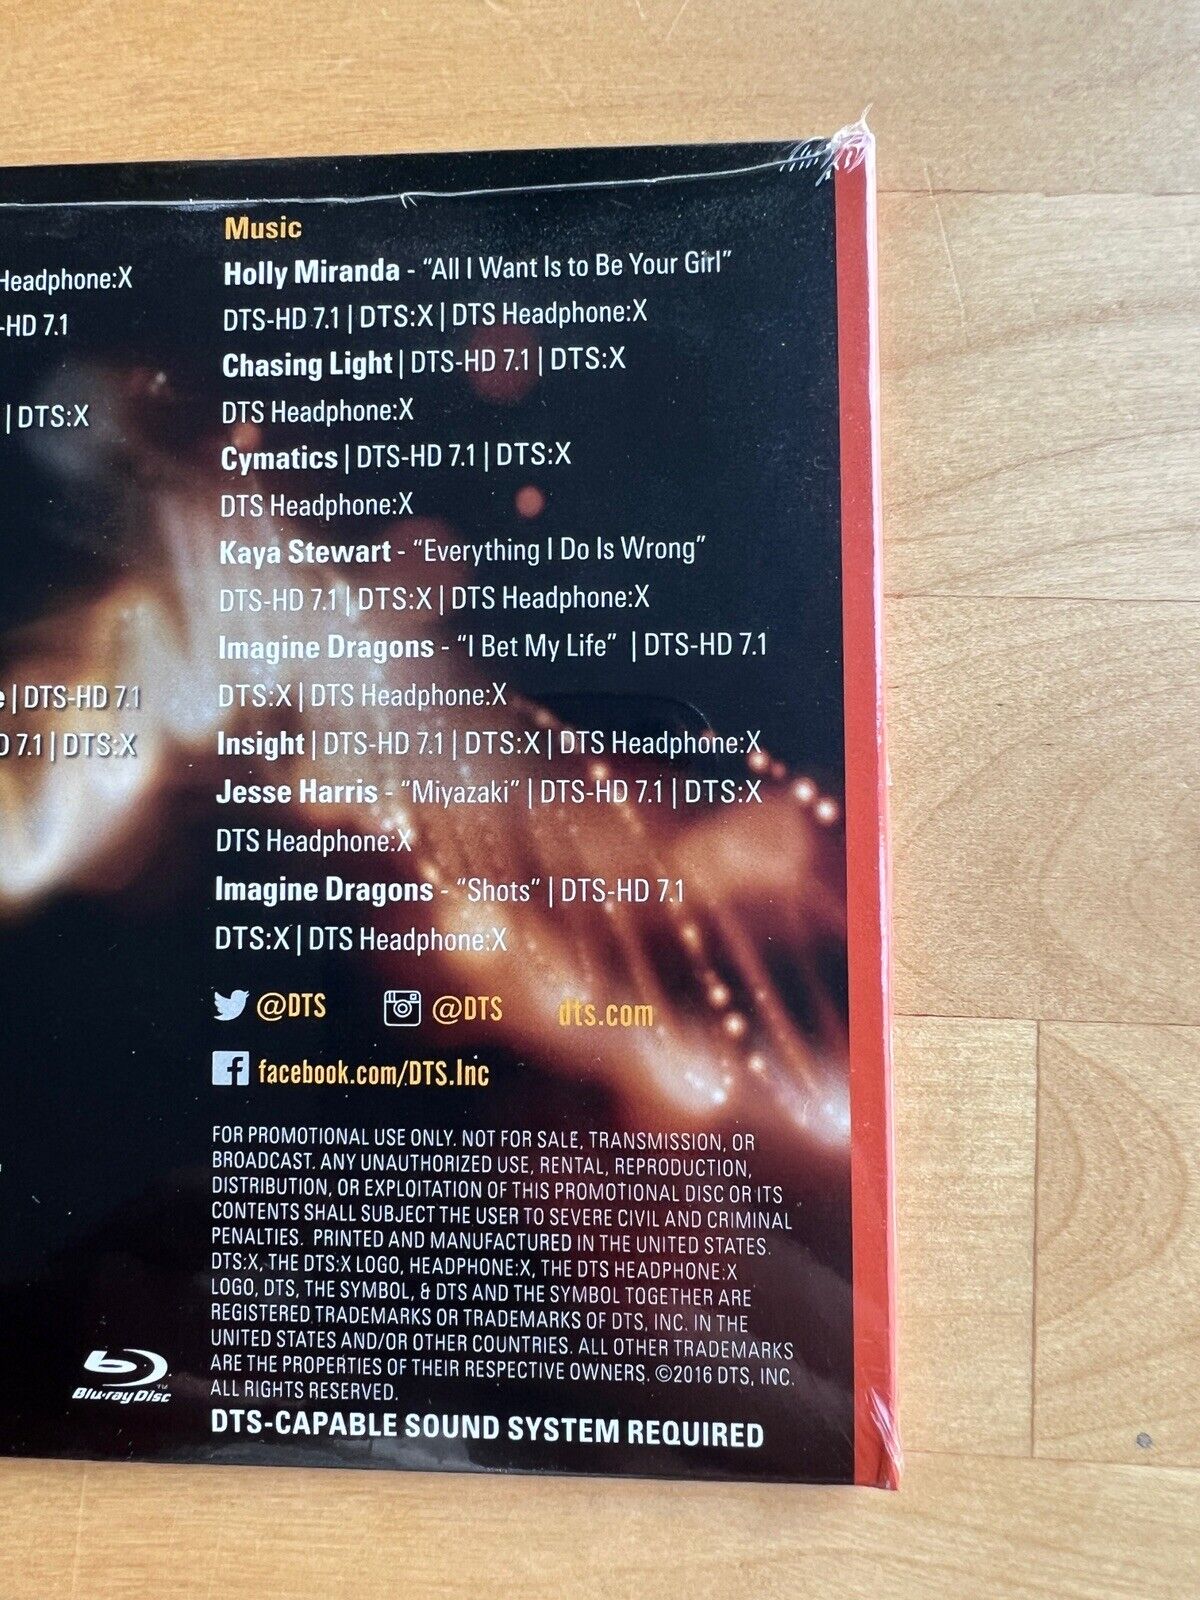 Headphone:X
-HD 7.1
| DTS:X
e | DTS-HD 7.1
D 7.1 | DTS:X
Music
Holly Miranda - “All I Want Is to Be Your Girl”
DTS-HD 7.1 | DTS:X | DTS Headphone:X
Chasing Light | DTS-HD 7.1 | DTS:X
DTS Headphone:X
Cymatics | DTS-HD 7.1 | DTS:X
DTS Headphone:X
Kaya Stewart - “Everything I Do Is Wrong”
DTS-HD 7.1 | DTS:X | DTS Headphone:X
Imagine Dragons - “I Bet My Life” | DTS-HD 7.1
DTS:X | DTS Headphone:X
Insight | DTS-HD 7.1 | DTS:X | DTS Headphone:X
Jesse Harris - “Miyazaki” | DTS-HD 7.1 | DTS:X
DTS Headphone:X
Imagine Dragons - “Shots” | DTS-HD 7.1
DTS:X | DTS Headphone:X
@DTS @DTS dts.com
facebook.com/DTS.Inc
FOR PROMOTIONAL USE ONLY. NOT FOR SALE, TRANSMISSION, OR
BROADCAST. ANY UNAUTHORIZED USE, RENTAL, REPRODUCTION,
DISTRIBUTION, OR EXPLOITATION OF THIS PROMOTIONAL DISC OR ITS
CONTENTS SHALL SUBJECT THE USER TO SEVERE CIVIL AND CRIMINAL
PENALTIES. PRINTED AND MANUFACTURED IN THE UNITED STATES.
DTS:X, THE DTS:X LOGO, HEADPHONE:X, THE DTS HEADPHONE:X
LOGO, DTS, THE SYMBOL, & DTS AND THE SYMBOL TOGETHER ARE
REGISTERED TRADEMARKS OR TRADEMARKS OF DTS, INC. IN THE
UNITED STATES AND/OR OTHER COUNTRIES. ALL OTHER TRADEMARKS
ARE THE PROPERTIES OF THEIR RESPECTIVE OWNERS. ©2016 DTS, INC.
ALL RIGHTS RESERVED.
Blu-ray Disc™
DTS-CAPABLE SOUND SYSTEM REQUIRED